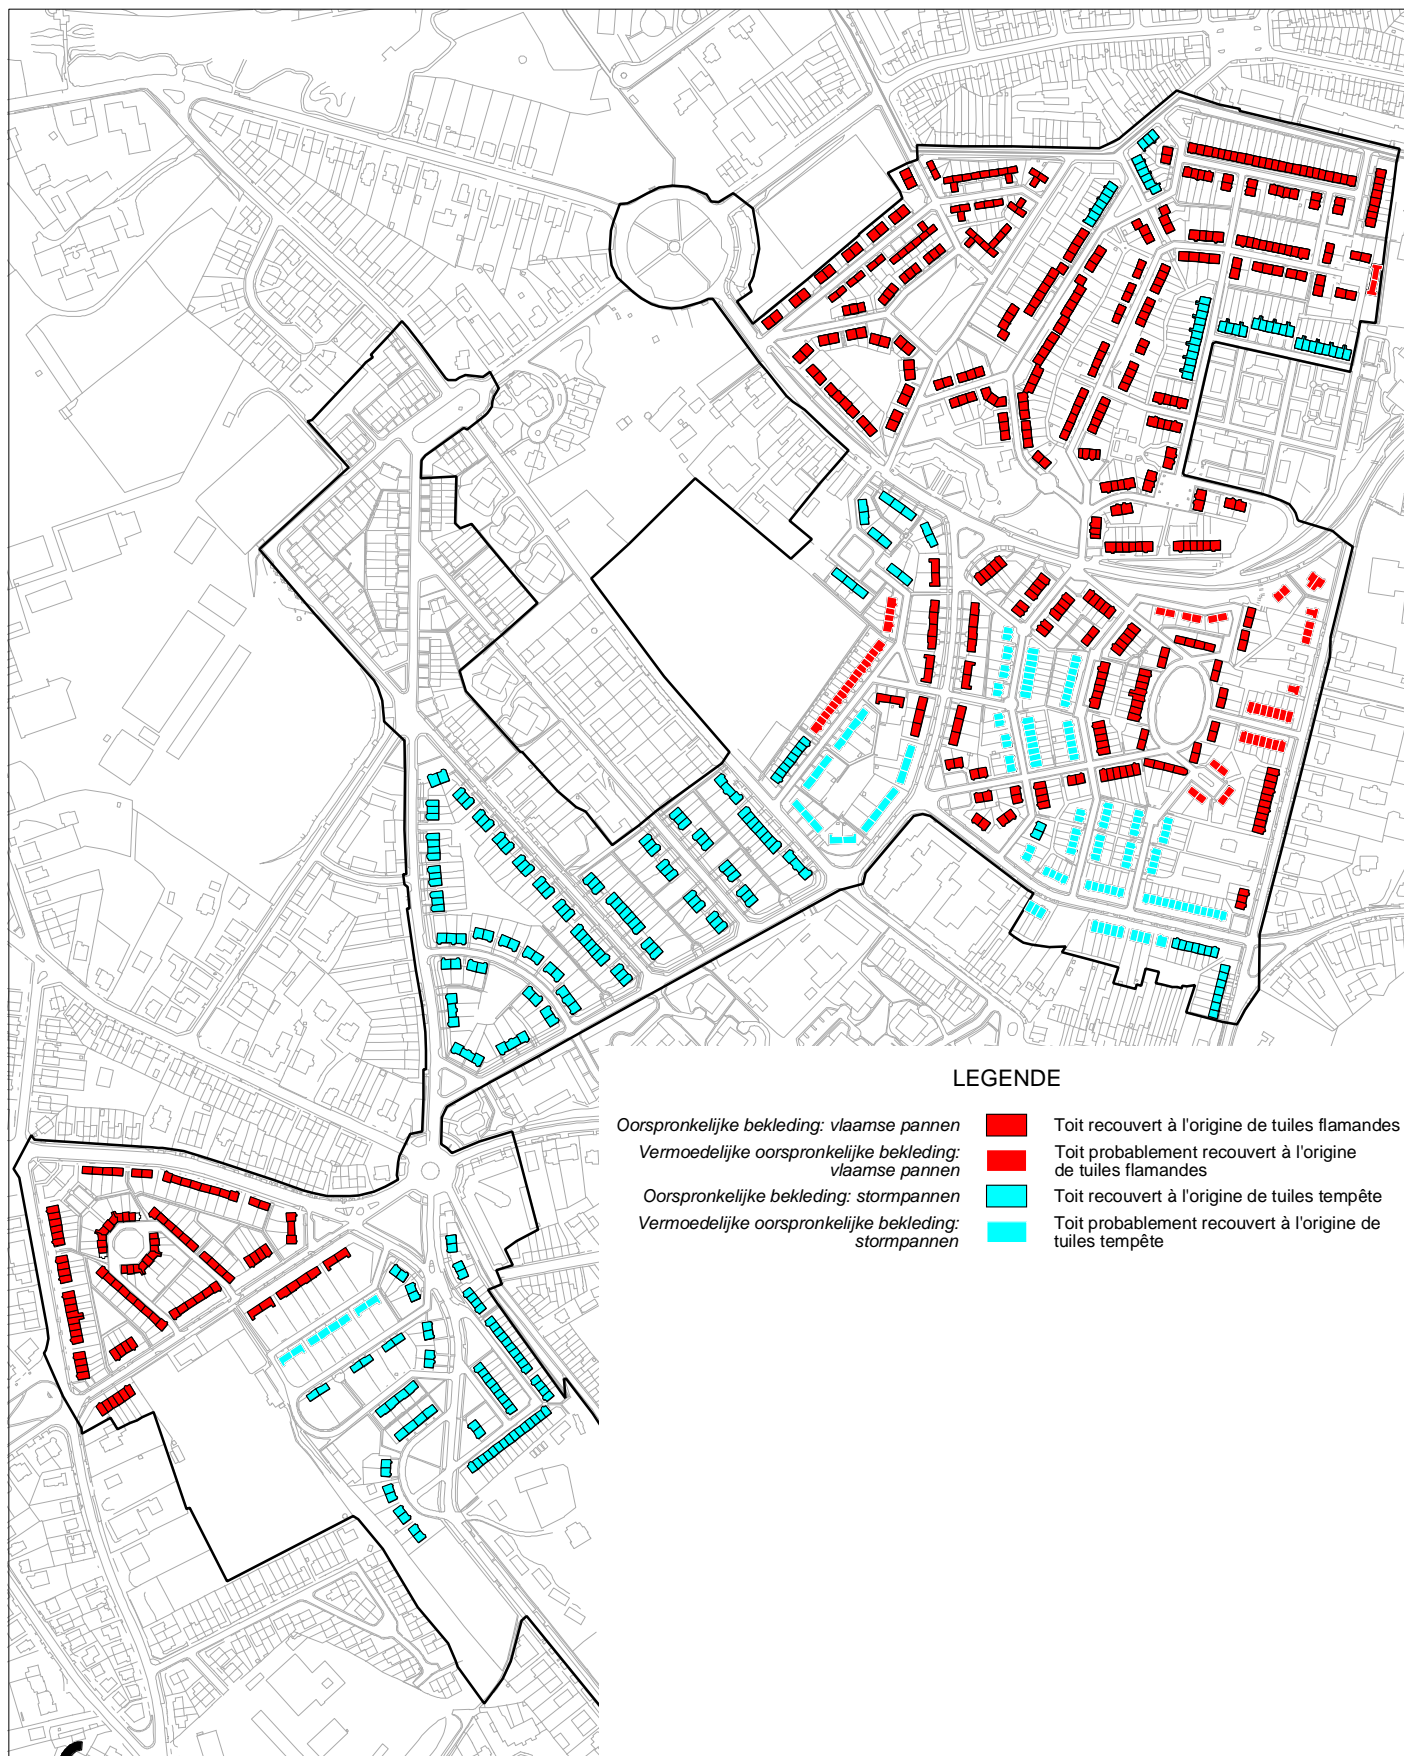 LEGENDE
Oorspronkelijke bekleding: vlaamse pannen
Toit recouvert à l'origine de tuiles flamandes
Vermoedelijke oorspronkelijke bekleding:
vlaamse pannen
Toit probablement recouvert à l'origine
de tuiles flamandes
Oorspronkelijke bekleding: stormpannen
Toit recouvert à l'origine de tuiles tempête
Vermoedelijke oorspronkelijke bekleding:
stormpannen
Toit probablement recouvert à l'origine de
tuiles tempête